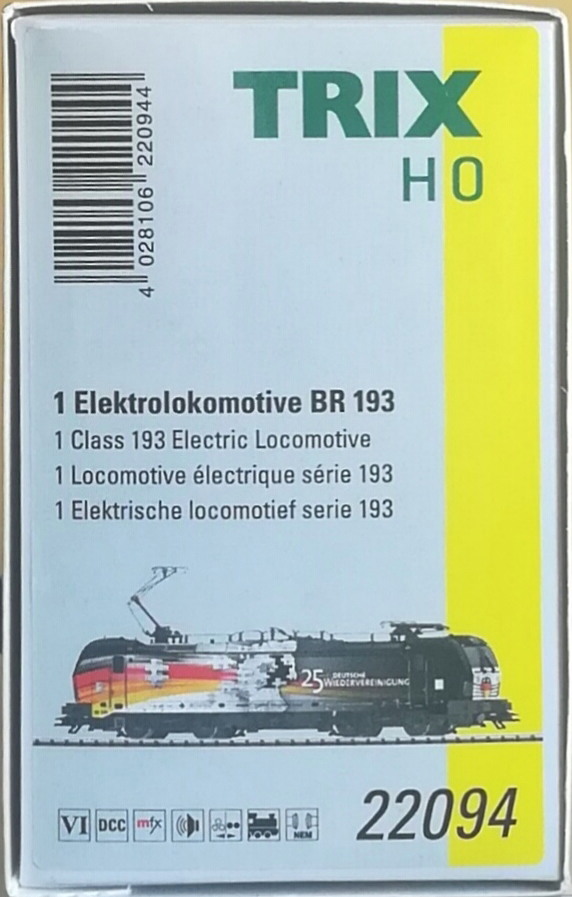 TRIX
H0
4 028106 220944
1 Elektrolokomotive BR 193
1 Class 193 Electric Locomotive
1 Locomotive électrique série 193
1 Elektrische locomotief serie 193
25 DEUTSCHE
WIEDERVEREINIGUNG
VI DCC mfx NEM
22094